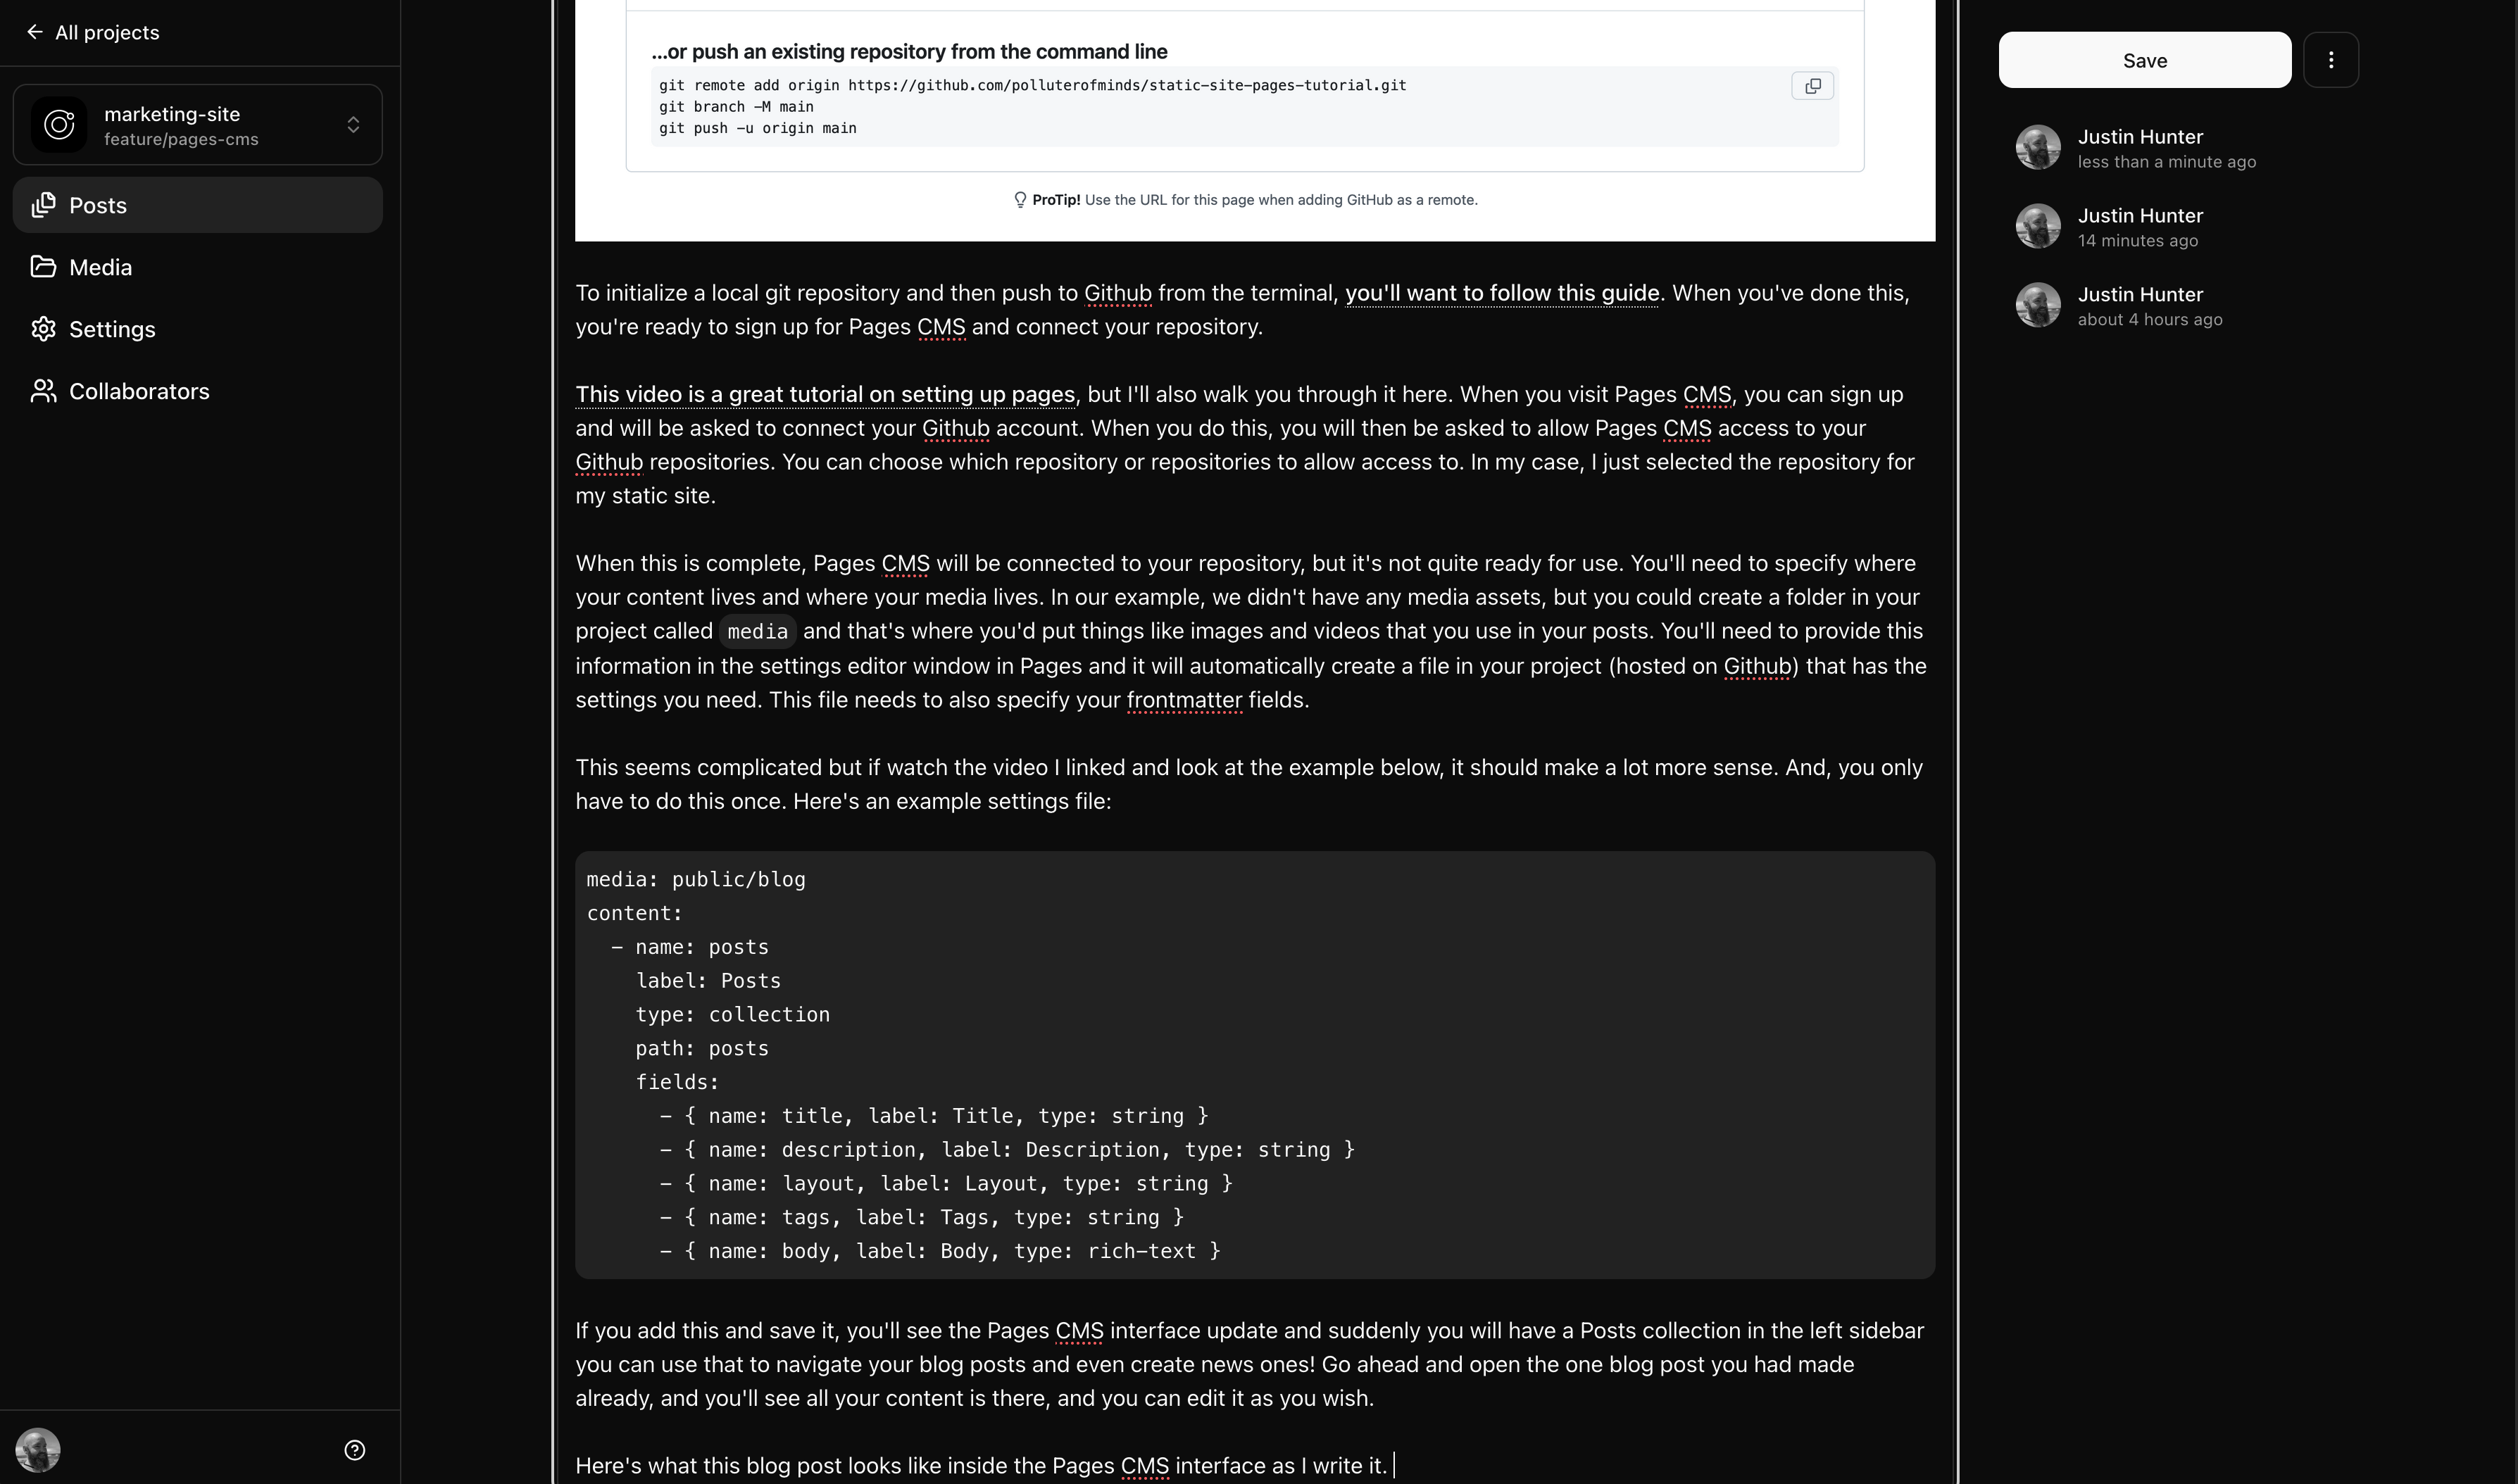 All projects
marketing-site
feature/pages-cms
Posts
Media
Settings
Collaborators
...or push an existing repository from the command line
git remote add origin https://github.com/polluterofminds/static-site-pages-tutorial.git
git branch -M main
git push -u origin main
ProTip! Use the URL for this page when adding GitHub as a remote.
To initialize a local git repository and then push to Github from the terminal, you'll want to follow this guide. When you've done this,
you're ready to sign up for Pages CMS and connect your repository.
This video is a great tutorial on setting up pages, but I'll also walk you through it here. When you visit Pages CMS, you can sign up
and will be asked to connect your Github account. When you do this, you will then be asked to allow Pages CMS access to your
Github repositories. You can choose which repository or repositories to allow access to. In my case, I just selected the repository for
my static site.
When this is complete, Pages CMS will be connected to your repository, but it's not quite ready for use. You'll need to specify where
your content lives and where your media lives. In our example, we didn't have any media assets, but you could create a folder in your
project called media and that's where you'd put things like images and videos that you use in your posts. You'll need to provide this
information in the settings editor window in Pages and it will automatically create a file in your project (hosted on Github) that has the
settings you need. This file needs to also specify your frontmatter fields.
This seems complicated but if watch the video I linked and look at the example below, it should make a lot more sense. And, you only
have to do this once. Here's an example settings file:
media: public/blog
content:
  - name: posts
    label: Posts
    type: collection
    path: posts
    fields:
      - { name: title, label: Title, type: string }
      - { name: description, label: Description, type: string }
      - { name: layout, label: Layout, type: string }
      - { name: tags, label: Tags, type: string }
      - { name: body, label: Body, type: rich-text }
If you add this and save it, you'll see the Pages CMS interface update and suddenly you will have a Posts collection in the left sidebar
you can use that to navigate your blog posts and even create news ones! Go ahead and open the one blog post you had made
already, and you'll see all your content is there, and you can edit it as you wish.
Here's what this blog post looks like inside the Pages CMS interface as I write it.
Save
Justin Hunter
less than a minute ago
Justin Hunter
14 minutes ago
Justin Hunter
about 4 hours ago